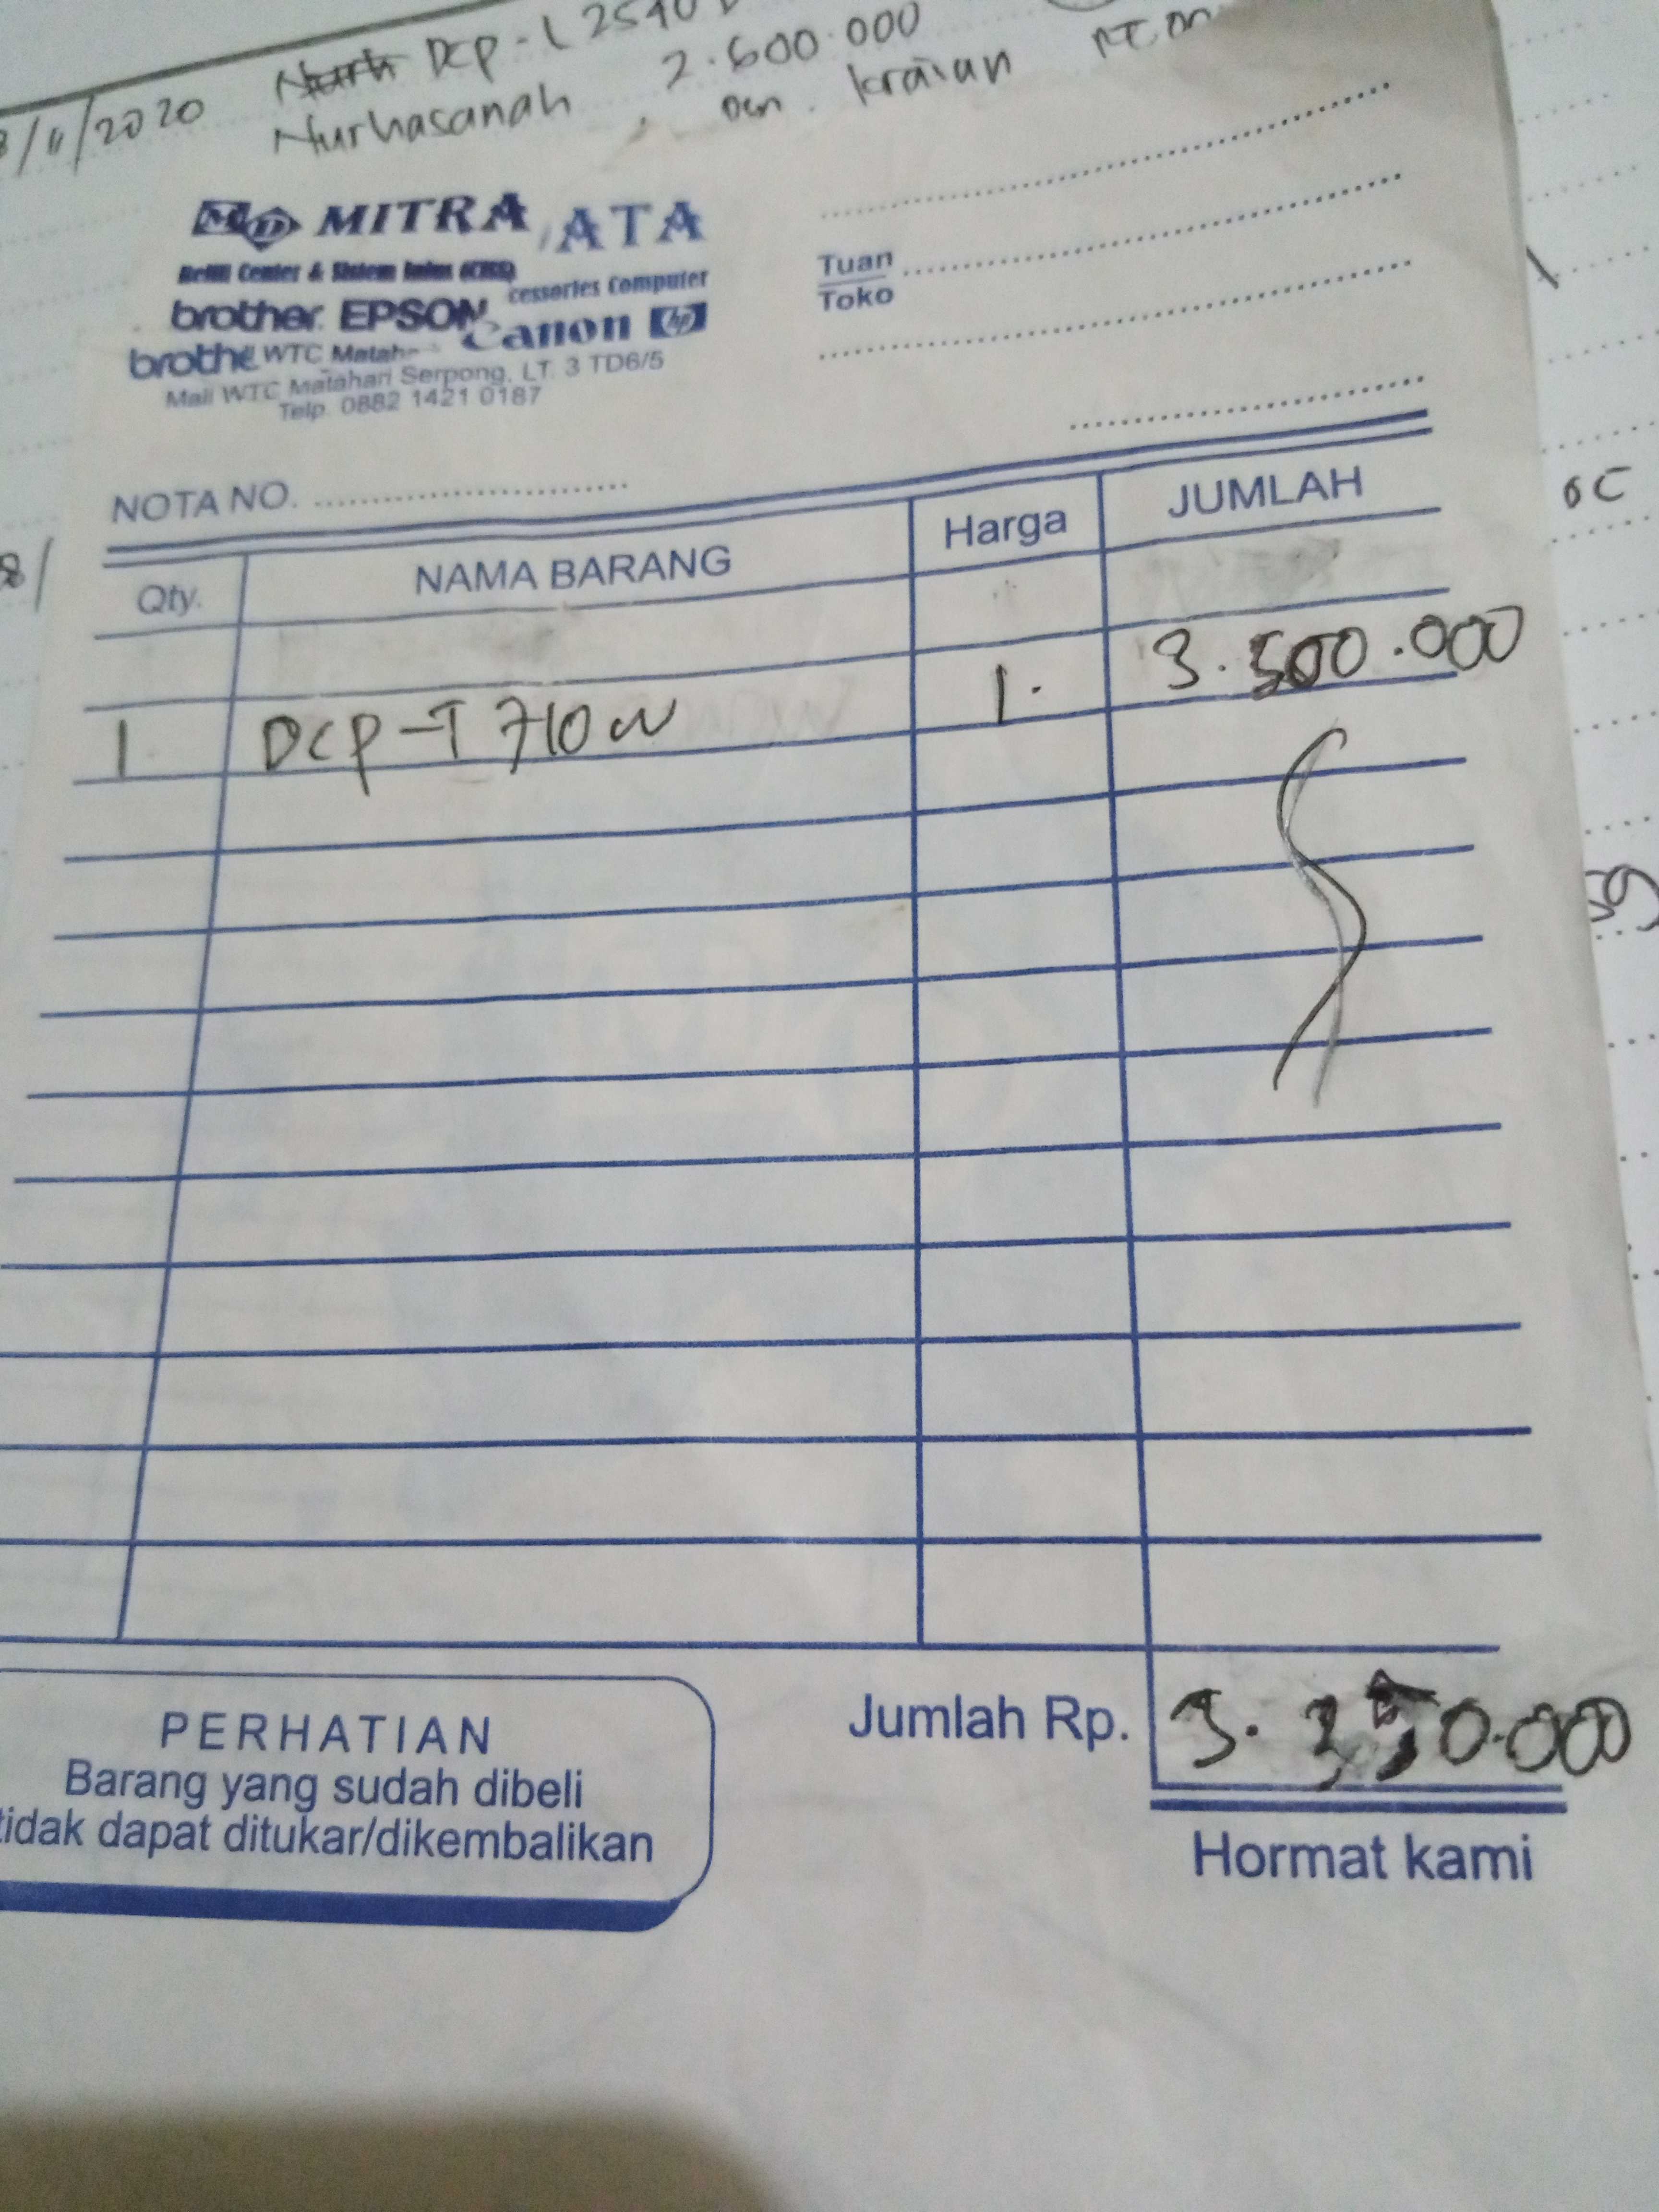 DCP-L2540
/11/2020 Nurhasanah 2.600.000
kraian
MD MITRA ATA
Refill Center & Sistem Infus (CISS)
cessories Computer
brother EPSON
Canon hp
brothe WTC Matah
Mall WTC Matahari Serpong, LT. 3 TD6/5
Telp. 0882 1421 0187
Tuan
Toko
NOTA NO.
Qty. NAMA BARANG Harga JUMLAH
1 DCP-T710W 1. 3.500.000
Jumlah Rp. 3.350.000
PERHATIAN
Barang yang sudah dibeli
tidak dapat ditukar/dikembalikan
Hormat kami